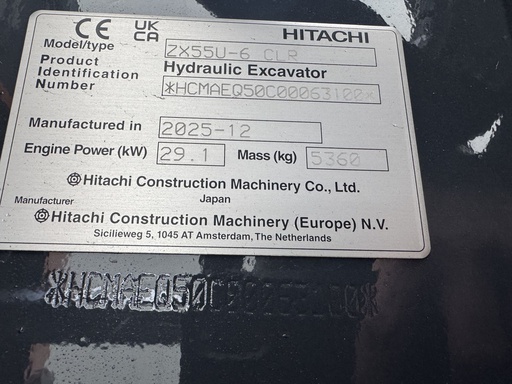 CE UK CA HITACHI
Model/type ZX55U-6 CLR
Product Identification Number Hydraulic Excavator
*HCMAEQ50C00063100*
Manufactured in 2025-12
Engine Power (kW) 29.1 Mass (kg) 5360
Hitachi Construction Machinery Co., Ltd.
Manufacturer Japan
Hitachi Construction Machinery (Europe) N.V.
Sicilieweg 5, 1045 AT Amsterdam, The Netherlands
*HCMAEQ50C00063100*